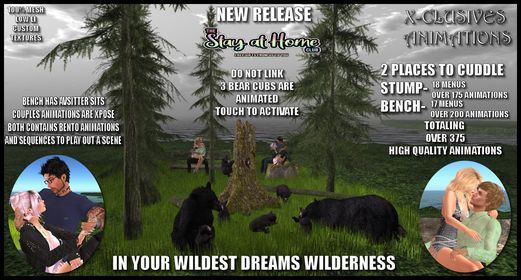 100% MESH
LOW LI
CUSTOM
TEXTURES
NEW RELEASE
THE
Stay at Home
CLUB
X-CLUSIVES
ANIMATIONS
DO NOT LINK
3 BEAR CUBS ARE
ANIMATED
TOUCH TO ACTIVATE
2 PLACES TO CUDDLE
STUMP- 18 MENUS
OVER 175 ANIMATIONS
BENCH- 17 MENUS
OVER 200 ANIMATIONS
TOTALING
OVER 375
HIGH QUALITY ANIMATIONS
BENCH HAS AVSITTER SITS
COUPLES ANIMATIONS ARE XPOSE
BOTH CONTAINS BENTO ANIMATIONS
AND SEQUENCES TO PLAY OUT A SCENE
IN YOUR WILDEST DREAMS WILDERNESS